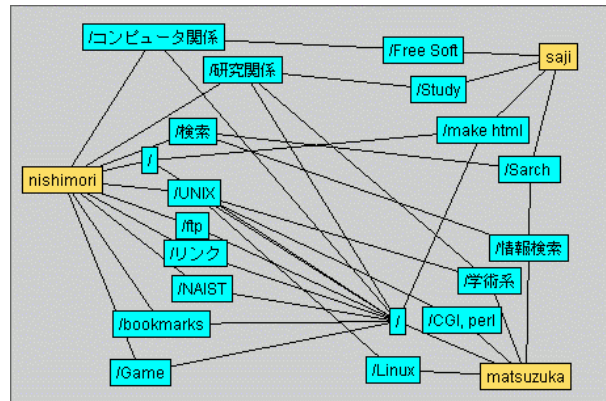 /コンピュータ関係
/Free Soft
saji
/研究関係
/Study
/検索
/make html
/
/Sarch
nishimori
/UNIX
/ftp
/情報検索
/リンク
/学術系
/NAIST
/bookmarks
/
/CGI, perl
/Game
/Linux
matsuzuka